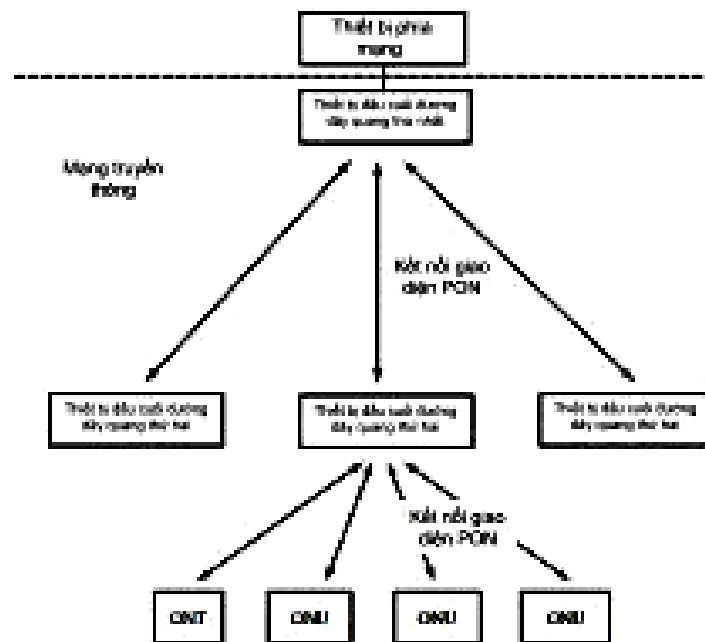 Thiết bị phía
mạng
Thiết bị đầu cuối đường
dây quang thứ nhất
Mạng truyền
thông
Kết nối giao
diện PON
Thiết bị đầu cuối đường
dây quang thứ hai
Thiết bị đầu cuối đường
dây quang thứ hai
Thiết bị đầu cuối đường
dây quang thứ hai
Kết nối giao
diện PON
ONT
ONU
ONU
ONU